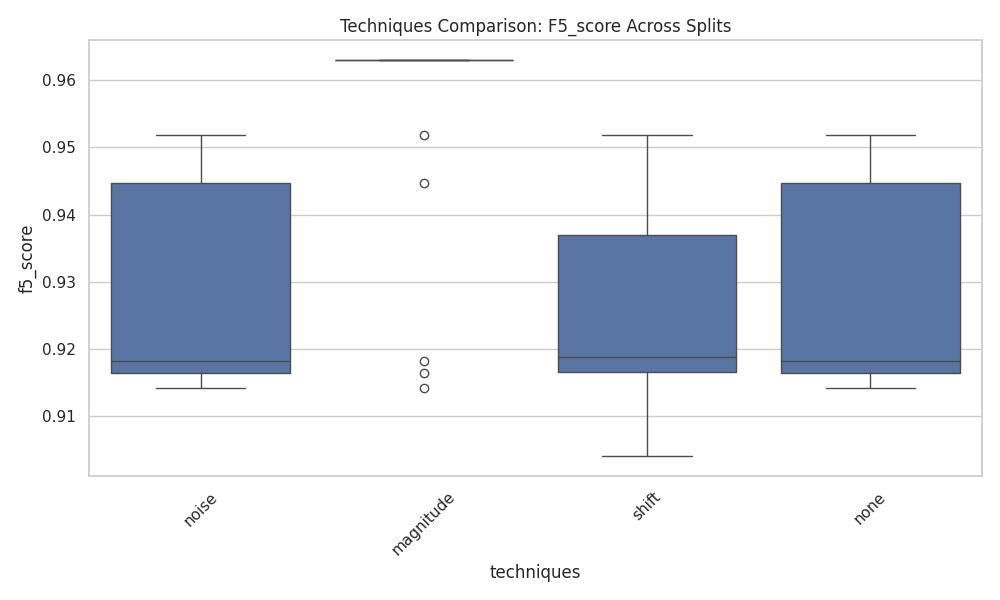 Techniques Comparison: F5_score Across Splits
f5_score
0.96
0.95
0.94
0.93
0.92
0.91
noise
magnitude
shift
none
techniques